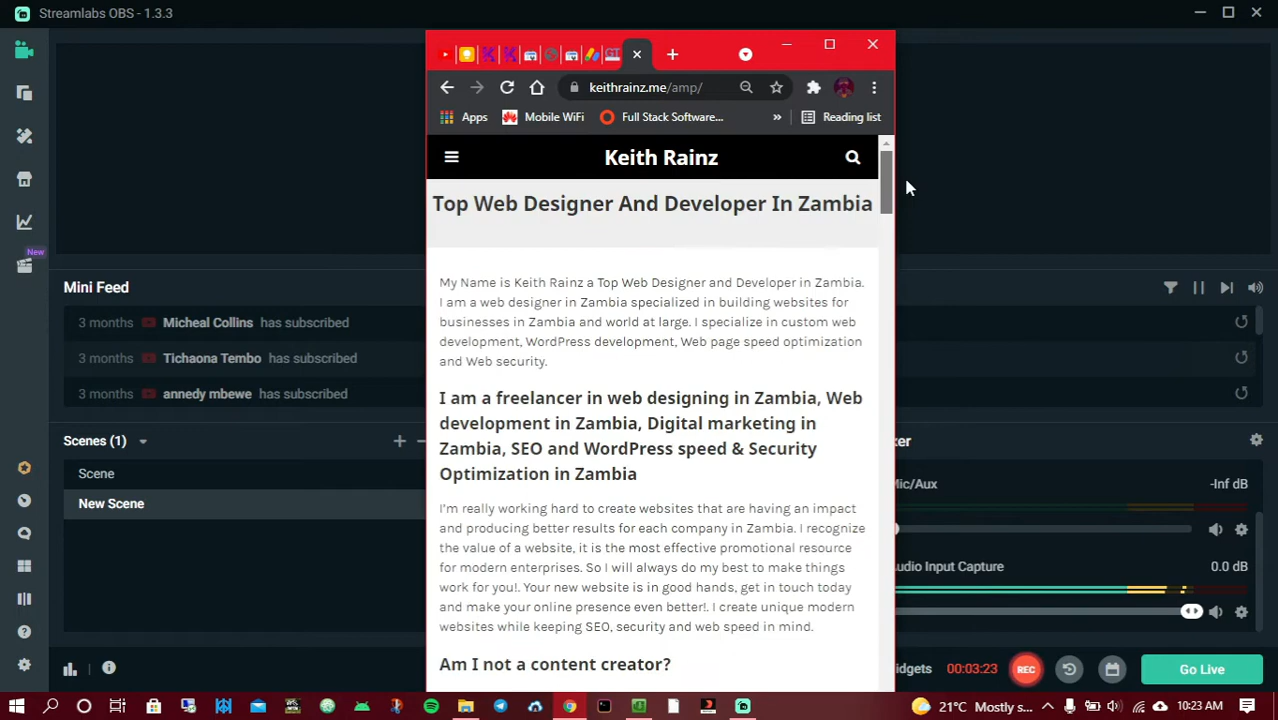 Streamlabs OBS - 1.3.3
GT
keithrainz.me/amp/
Apps
Mobile WiFi
Full Stack Software...
»
Reading list
Keith Rainz
Top Web Designer And Developer In Zambia
My Name is Keith Rainz a Top Web Designer and Developer in Zambia.
I am a web designer in Zambia specialized in building websites for
businesses in Zambia and world at large. I specialize in custom web
development, WordPress development, Web page speed optimization
and Web security.
I am a freelancer in web designing in Zambia, Web
development in Zambia, Digital marketing in
Zambia, SEO and WordPress speed & Security
Optimization in Zambia
I'm really working hard to create websites that are having an impact
and producing better results for each company in Zambia. I recognize
the value of a website, it is the most effective promotional resource
for modern enterprises. So I will always do my best to make things
work for you!. Your new website is in good hands, get in touch today
and make your online presence even better!. I create unique modern
websites while keeping SEO, security and web speed in mind.
Am I not a content creator?
New
Mini Feed
3 months Micheal Collins has subscribed
3 months Tichaona Tembo has subscribed
3 months annedy mbewe has subscribed
Scenes (1)
Scene
New Scene
xer
Mic/Aux -Inf dB
udio Input Capture 0.0 dB
idgets 00:03:23 REC Go Live
21°C Mostly s... 10:23 AM